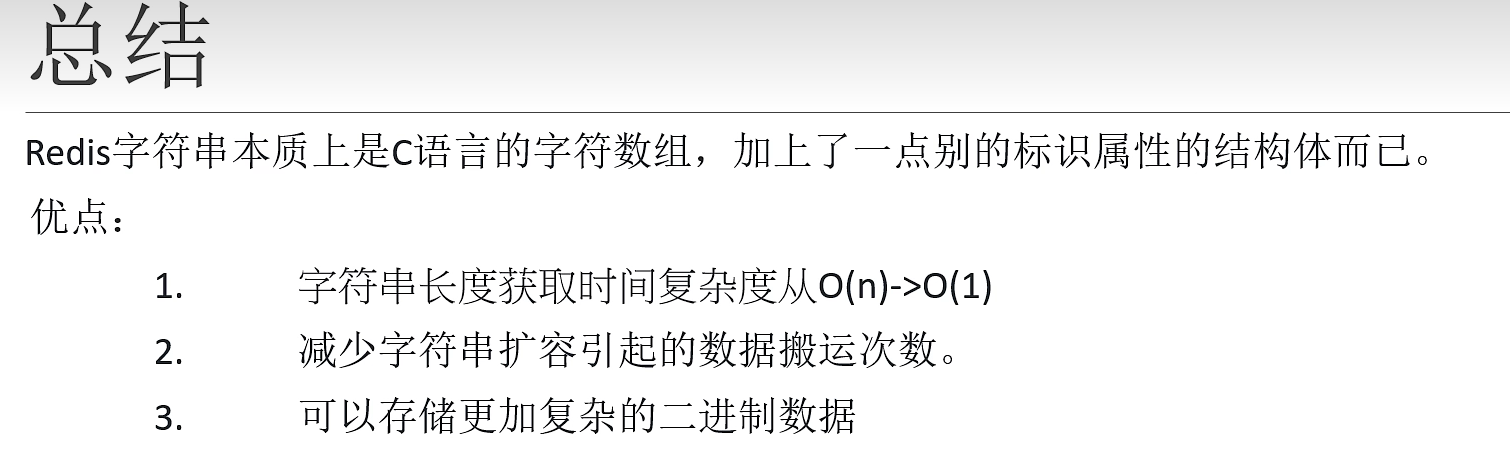 总结
Redis字符串本质上是C语言的字符数组，加上了一点别的标识属性的结构体而已。
优点：
1. 字符串长度获取时间复杂度从O(n)->O(1)
2. 减少字符串扩容引起的数据搬运次数。
3. 可以存储更加复杂的二进制数据